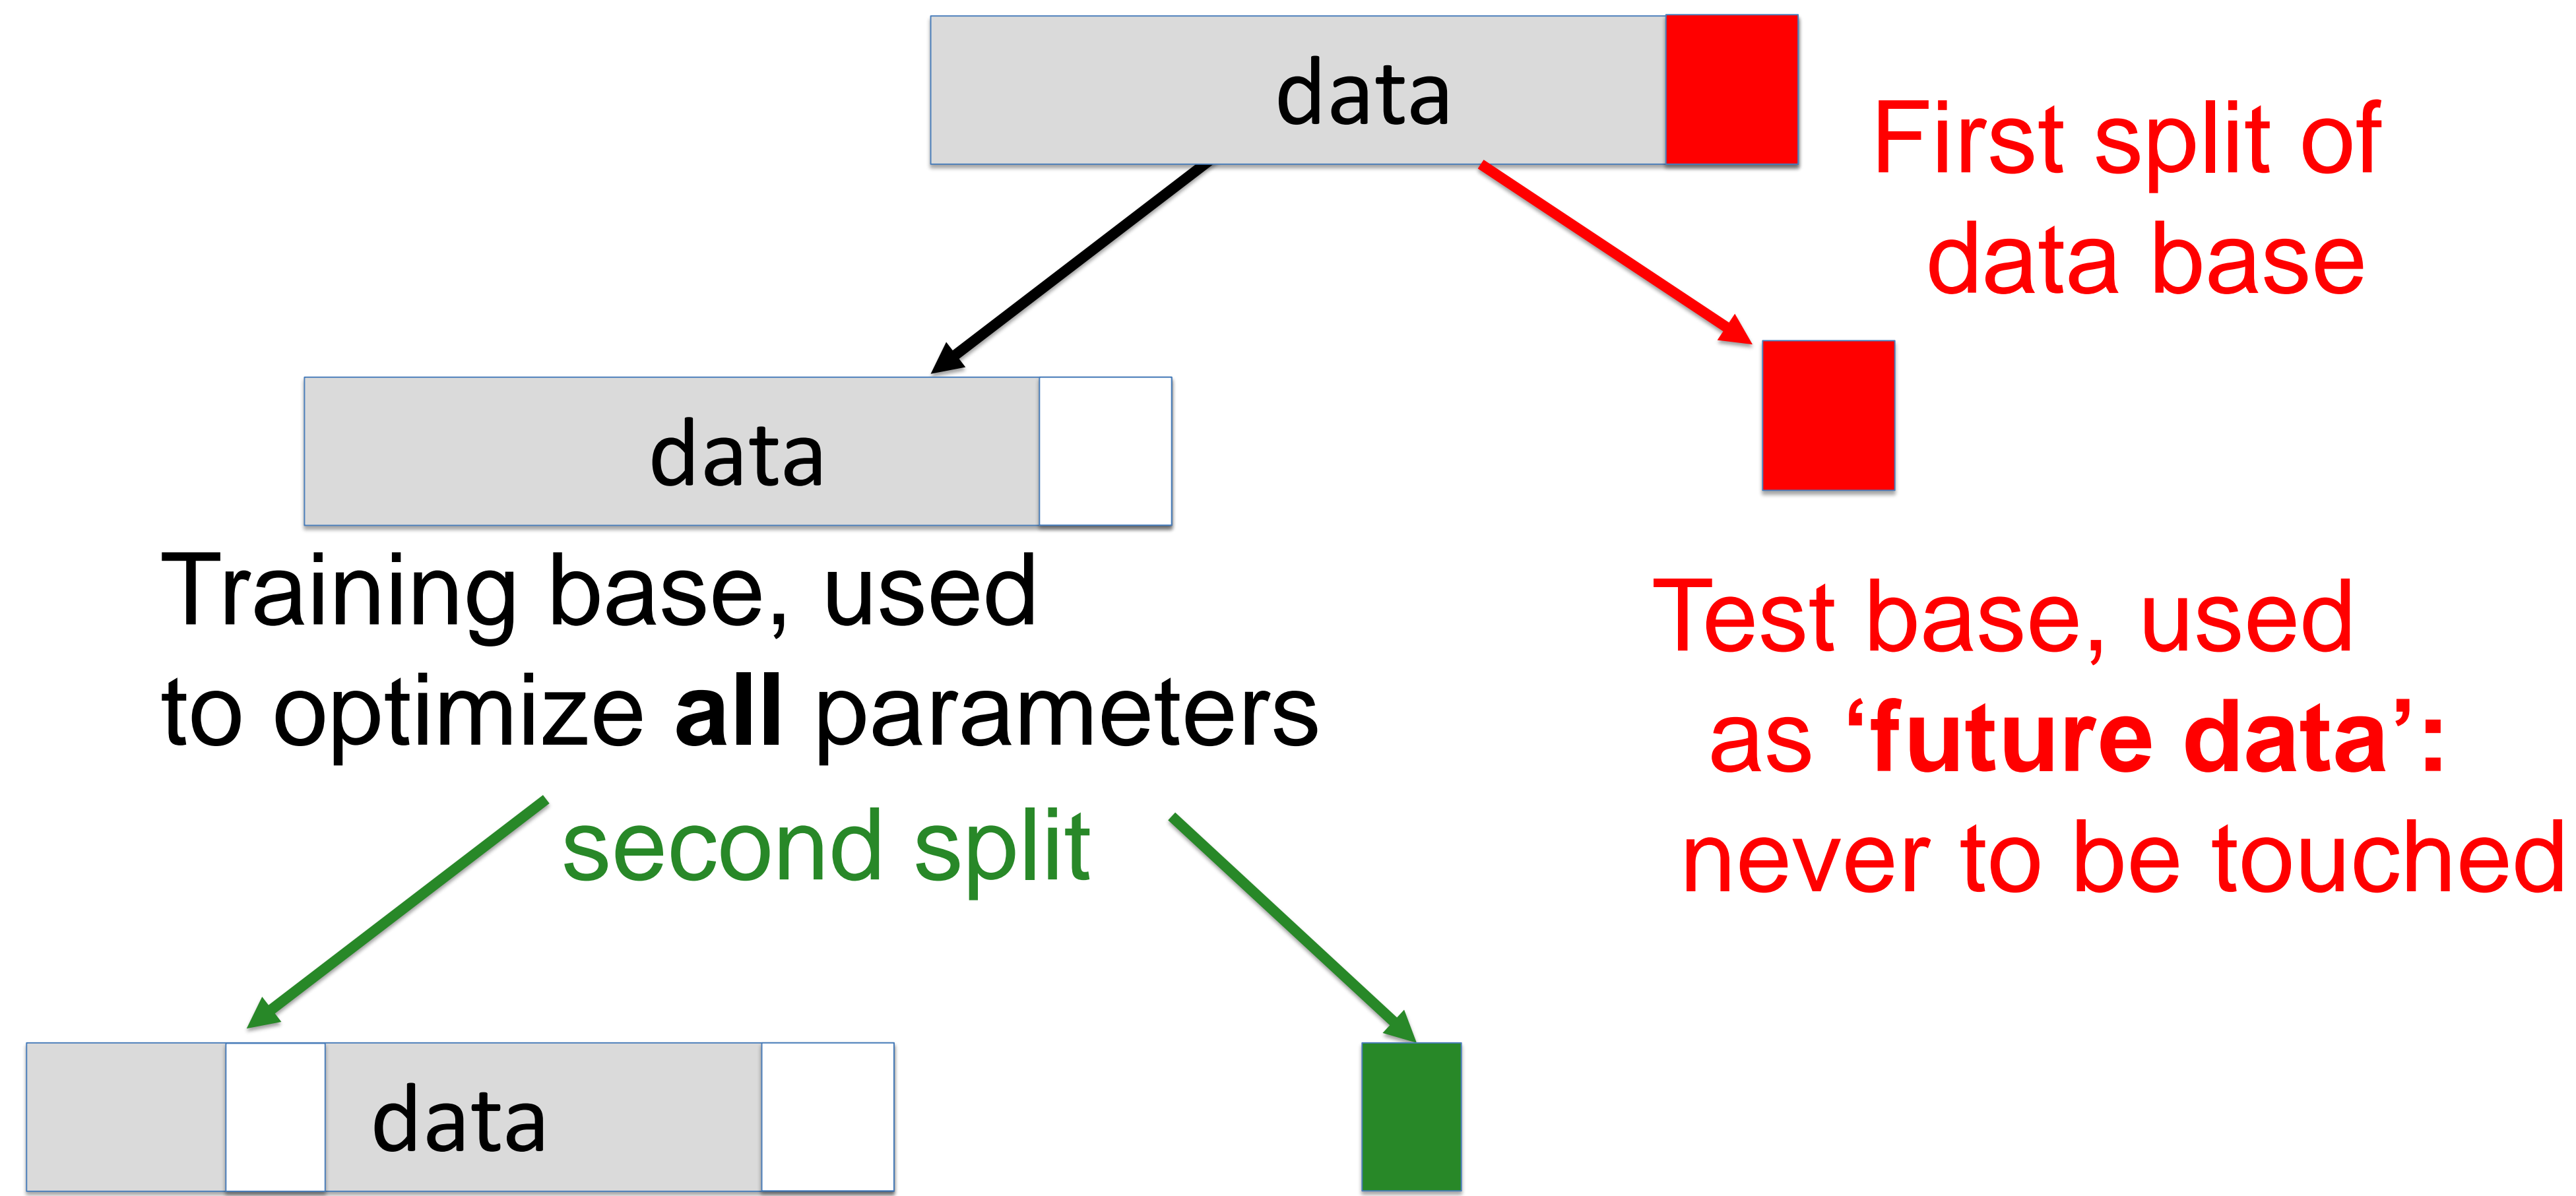 data
First split of
data base
data
Training base, used
to optimize all parameters
Test base, used
as ‘future data’:
never to be touched
second split
data